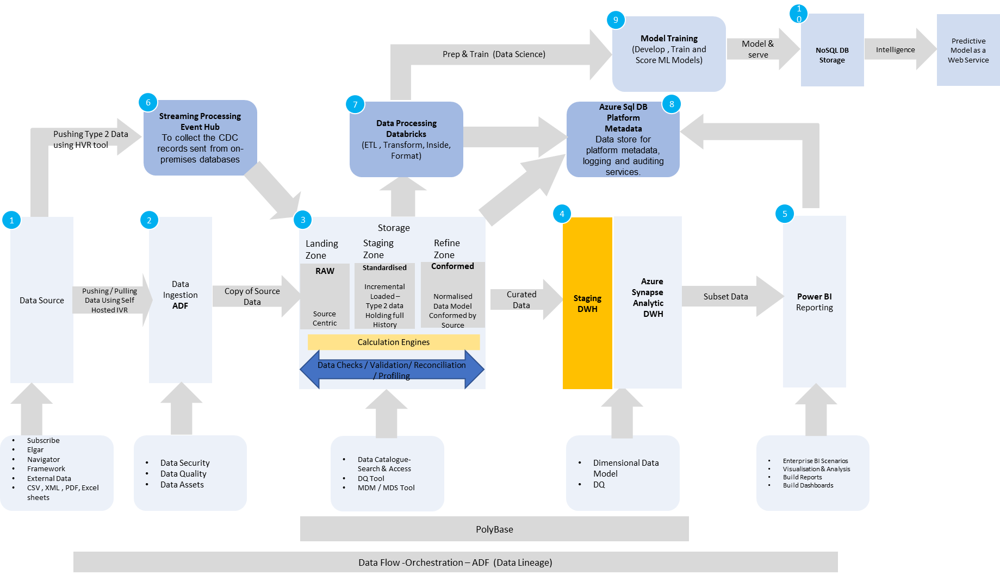 9
Model Training
(Develop , Train and
Score ML Models)
Prep & Train  (Data Science)
Model &
serve
1
0
NoSQL DB
Storage
Intelligence
Predictive
Model as a
Web Service
6
Streaming Processing
Event Hub
To collect the CDC
records sent from on-
premises databases
Pushing Type 2 Data
using HVR tool
7
Data Processing
Databricks
(ETL , Transform, Inside,
Format)
8
Azure Sql DB
Platform
Metadata
Data store for
platform metadata,
logging and auditing
services.
1
Data Source
Pushing / Pulling
Data Using Self
Hosted IVR
2
Data
Ingestion
ADF
Copy of Source
Data
3
Storage
Landing
Zone
RAW
Source
Centric
Staging
Zone
Standardised
Incremental
Loaded –
Type 2 data
Holding full
History
Refine
Zone
Conformed
Normalised
Data Model
Conformed by
Source
Calculation Engines
Data Checks / Validation/ Reconciliation
/ Profiling
Curated
Data
4
Staging
DWH
Azure
Synapse
Analytic
DWH
Subset Data
5
Power BI
Reporting
• Subscribe
• Elgar
• Navigator
• Framework
• External Data
• CSV , XML , PDF, Excel
sheets
• Data Security
• Data Quality
• Data Assets
• Data Catalogue-
Search & Access
• DQ Tool
• MDM / MDS Tool
• Dimensional Data
Model
• DQ
• Enterprise BI Scenarios
• Visualisation & Analysis
• Build Reports
• Build Dashboards
PolyBase
Data Flow -Orchestration – ADF  (Data Lineage)